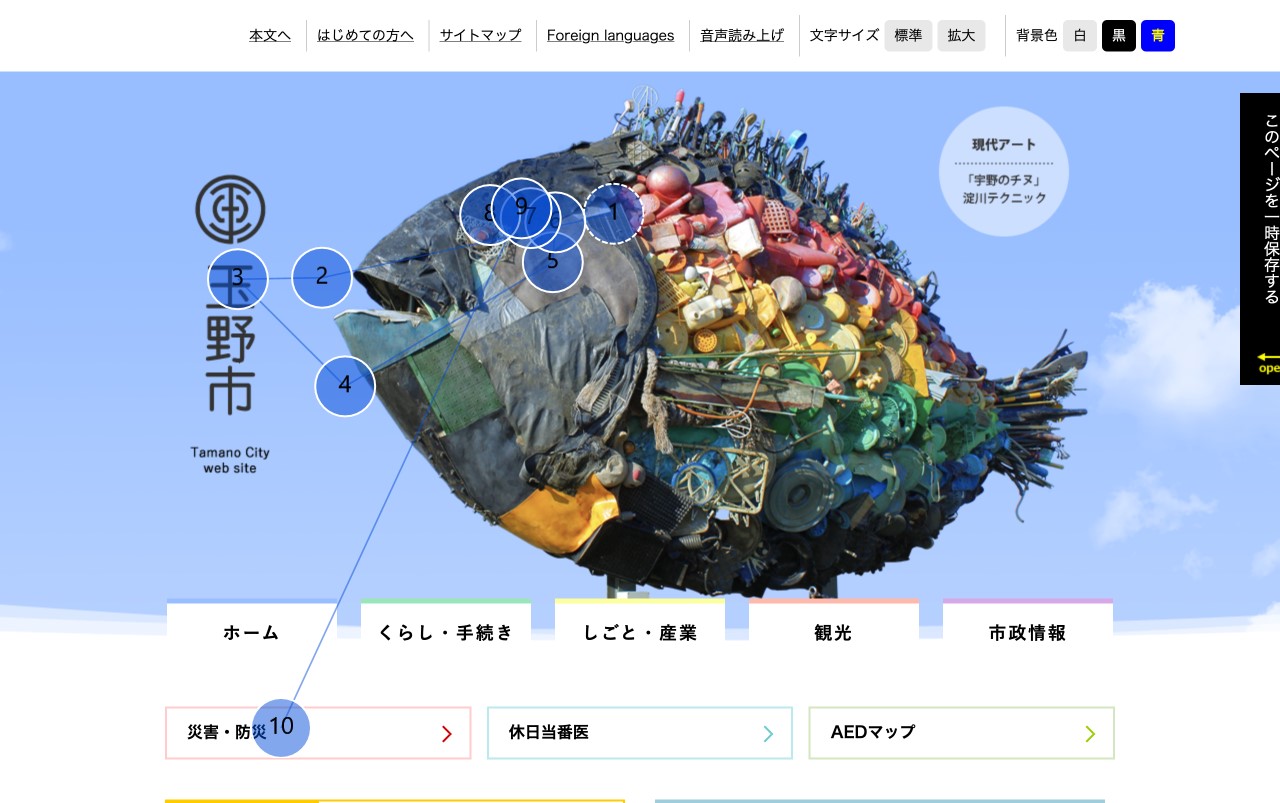 本文へ
はじめての方へ
サイトマップ
Foreign languages
音声読み上げ
文字サイズ 標準 拡大
背景色 白 黒 青
このページを一時保存する
現代アート
「宇野のチヌ」
淀川テクニック
玉野市
Tamano City
web site
1
2
3
4
5
6
7
8
9
10
ホーム
くらし・手続き
しごと・産業
観光
市政情報
災害・防災
休日当番医
AEDマップ